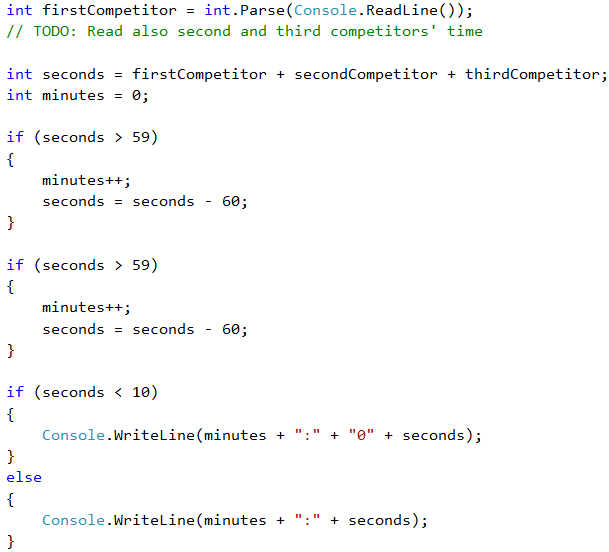 int firstCompetitor = int.Parse(Console.ReadLine());
// TODO: Read also second and third competitors' time
int seconds = firstCompetitor + secondCompetitor + thirdCompetitor;
int minutes = 0;
if (seconds > 59)
{
    minutes++;
    seconds = seconds - 60;
}
if (seconds > 59)
{
    minutes++;
    seconds = seconds - 60;
}
if (seconds < 10)
{
    Console.WriteLine(minutes + ":" + "0" + seconds);
}
else
{
    Console.WriteLine(minutes + ":" + seconds);
}